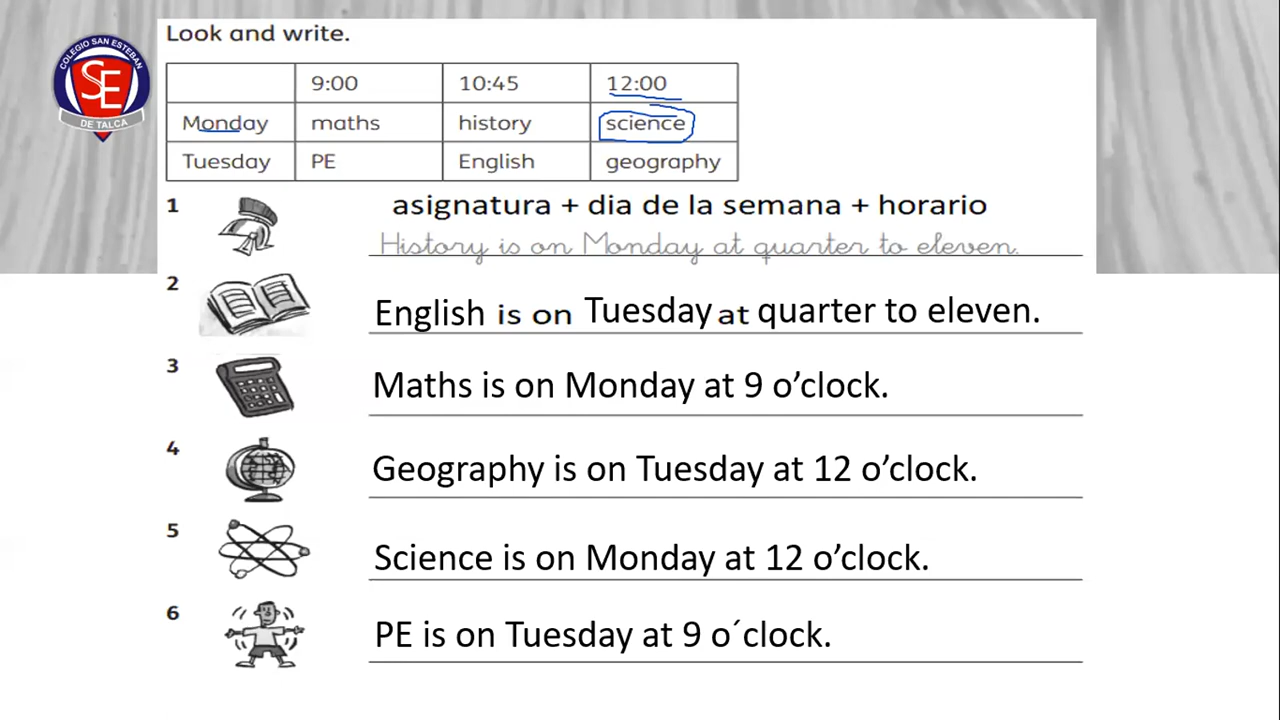 COLEGIO SAN ESTEBAN
SE
DE TALCA
Look and write.
9:00 10:45 12:00
Monday maths history science
Tuesday PE English geography
1 asignatura + dia de la semana + horario
History is on Monday at quarter to eleven.
2 English is on Tuesday at quarter to eleven.
3 Maths is on Monday at 9 o’clock.
4 Geography is on Tuesday at 12 o’clock.
5 Science is on Monday at 12 o’clock.
6 PE is on Tuesday at 9 o´clock.